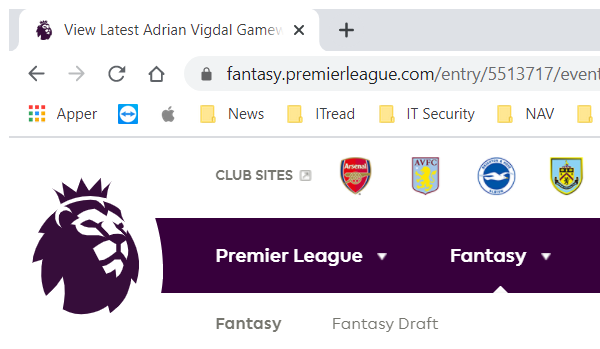 View Latest Adrian Vigdal Gamew
fantasy.premierleague.com/entry/5513717/event
Apper News ITread IT Security NAV
CLUB SITES Arsenal AVFC
Premier League Fantasy
Fantasy Fantasy Draft